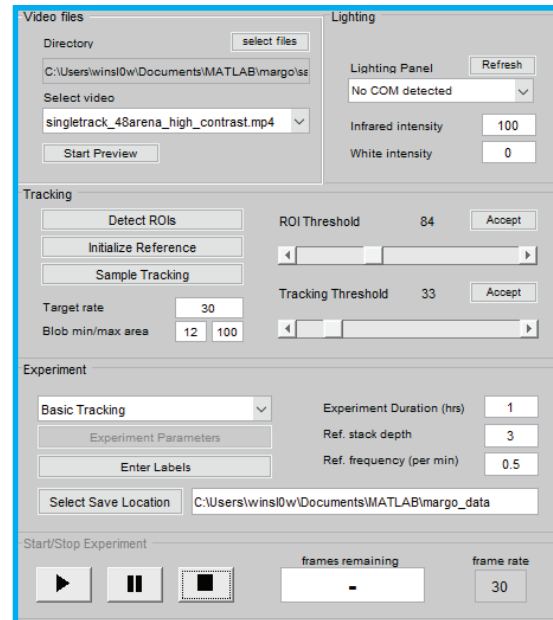 Video files
Directory
select files
C:\Users\winsl0w\Documents\MATLAB\margo\sa
Select video
singletrack_48arena_high_contrast.mp4
Start Preview
Lighting
Lighting Panel
Refresh
No COM detected
Infrared intensity 100
White intensity 0
Tracking
Detect ROIs
Initialize Reference
Sample Tracking
Target rate 30
Blob min/max area 12 100
ROI Threshold 84 Accept
Tracking Threshold 33 Accept
Experiment
Basic Tracking
Experiment Parameters
Enter Labels
Experiment Duration (hrs) 1
Ref. stack depth 3
Ref. frequency (per min) 0.5
Select Save Location C:\Users\winsl0w\Documents\MATLAB\margo_data
Start/Stop Experiment
frames remaining
-
frame rate
30